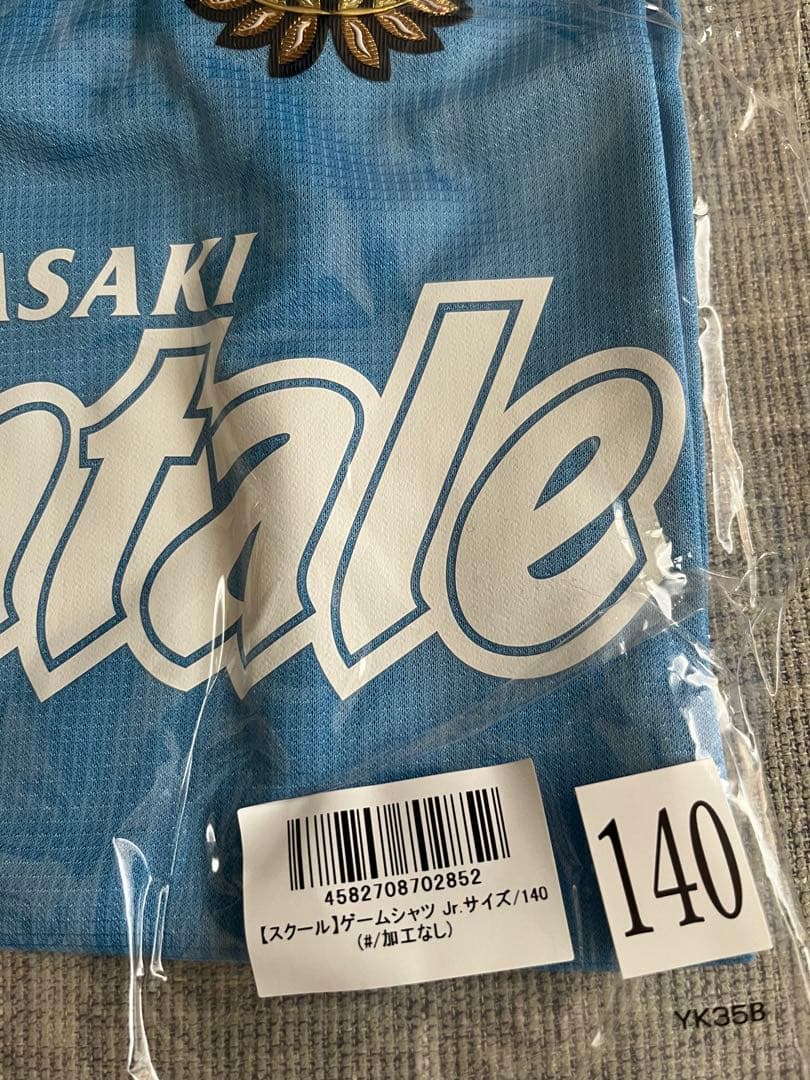 ASAKI
ntale
4582708702852
【スクール】ゲームシャツ Jr.サイズ/140
(#/加工なし)
140
YK35B